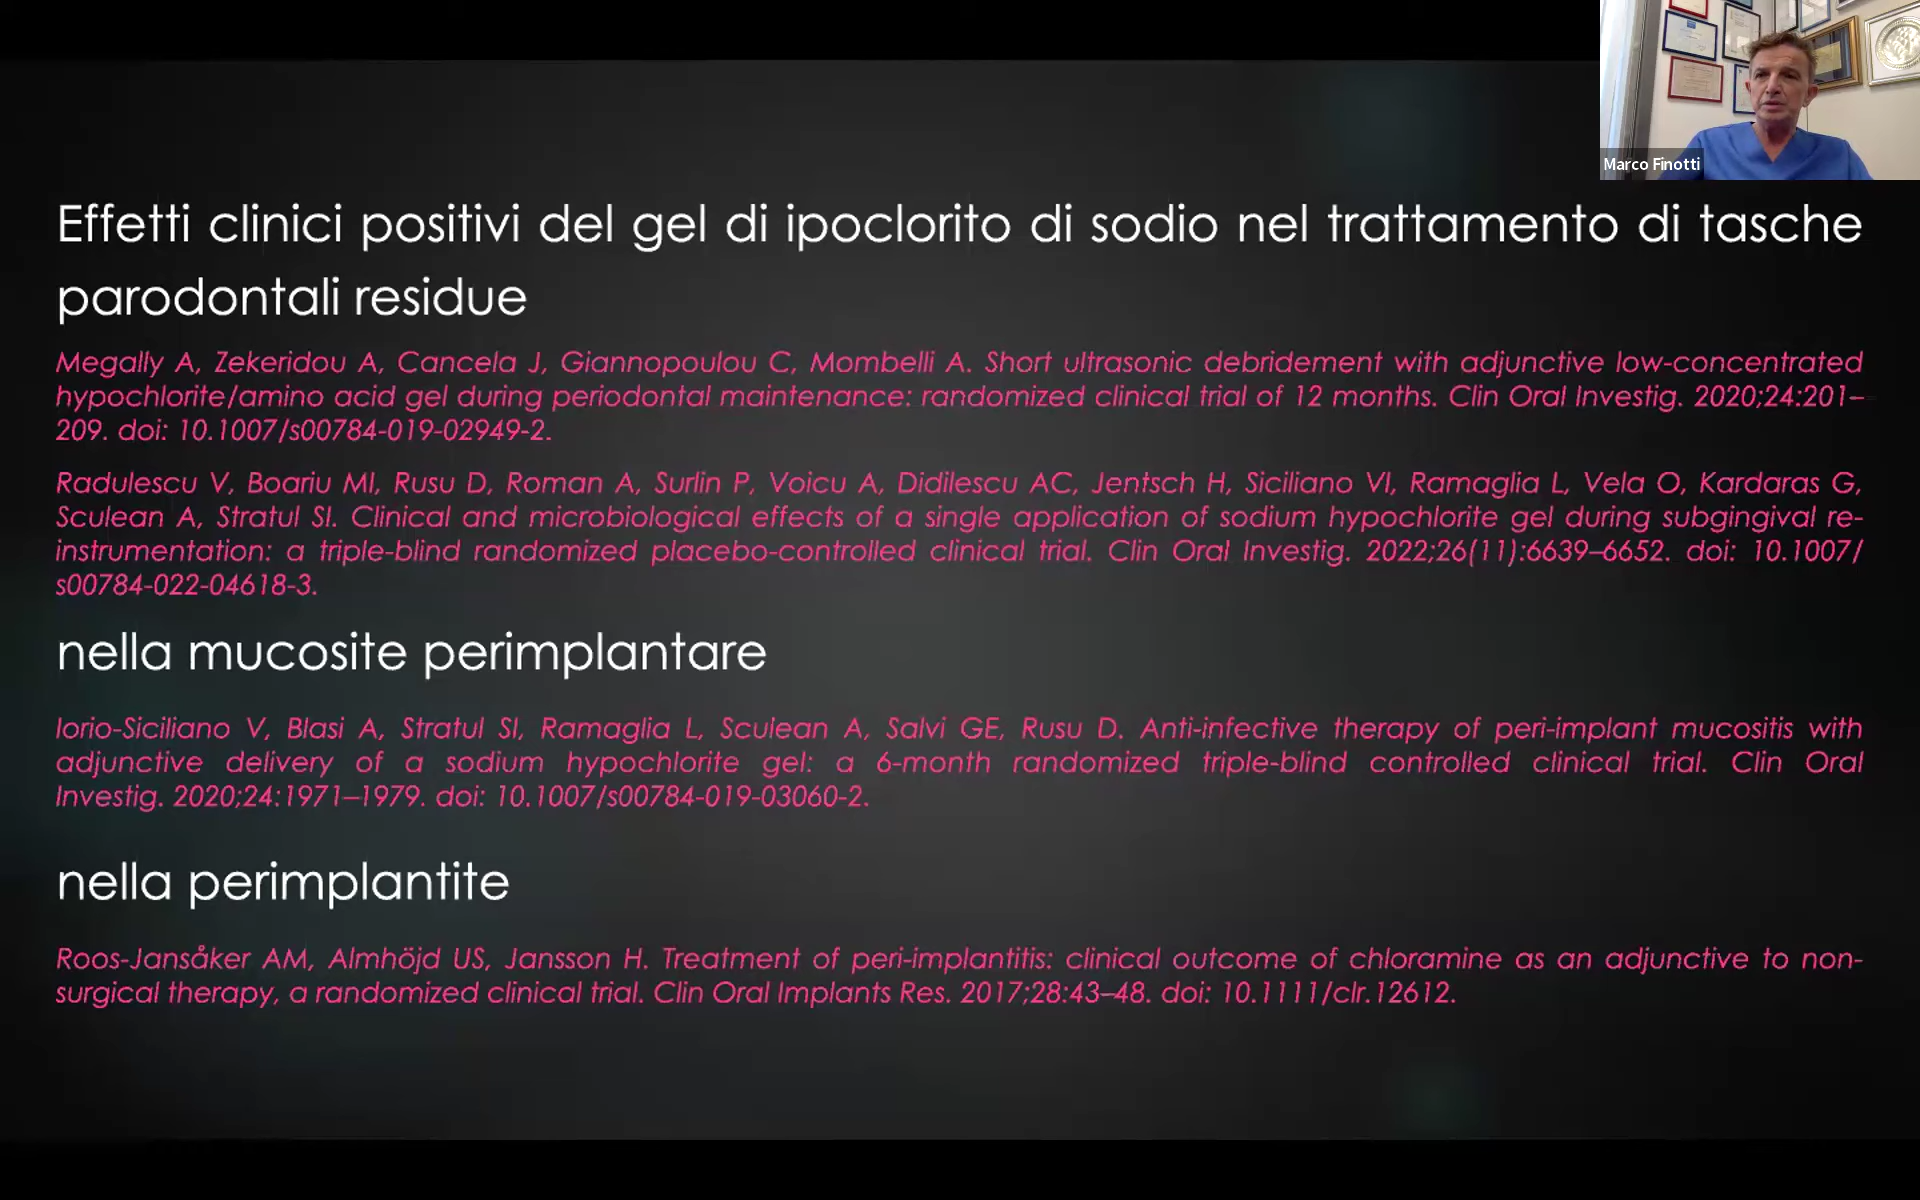 Marco Finotti
Effetti clinici positivi del gel di ipoclorito di sodio nel trattamento di tasche
parodontali residue
Megally A, Zekeridou A, Cancela J, Giannopoulou C, Mombelli A. Short ultrasonic debridement with adjunctive low-concentrated
hypochlorite/amino acid gel during periodontal maintenance: randomized clinical trial of 12 months. Clin Oral Investig. 2020;24:201–
209. doi: 10.1007/s00784-019-02949-2.
Radulescu V, Boariu MI, Rusu D, Roman A, Surlin P, Voicu A, Didilescu AC, Jentsch H, Siciliano VI, Ramaglia L, Vela O, Kardaras G,
Sculean A, Stratul SI. Clinical and microbiological effects of a single application of sodium hypochlorite gel during subgingival re-
instrumentation: a triple-blind randomized placebo-controlled clinical trial. Clin Oral Investig. 2022;26(11):6639–6652. doi: 10.1007/
s00784-022-04618-3.
nella mucosite perimplantare
Iorio-Siciliano V, Blasi A, Stratul SI, Ramaglia L, Sculean A, Salvi GE, Rusu D. Anti-infective therapy of peri-implant mucositis with
adjunctive delivery of a sodium hypochlorite gel: a 6-month randomized triple-blind controlled clinical trial. Clin Oral
Investig. 2020;24:1971–1979. doi: 10.1007/s00784-019-03060-2.
nella perimplantite
Roos-Jansåker AM, Almhöjd US, Jansson H. Treatment of peri-implantitis: clinical outcome of chloramine as an adjunctive to non-
surgical therapy, a randomized clinical trial. Clin Oral Implants Res. 2017;28:43–48. doi: 10.1111/clr.12612.